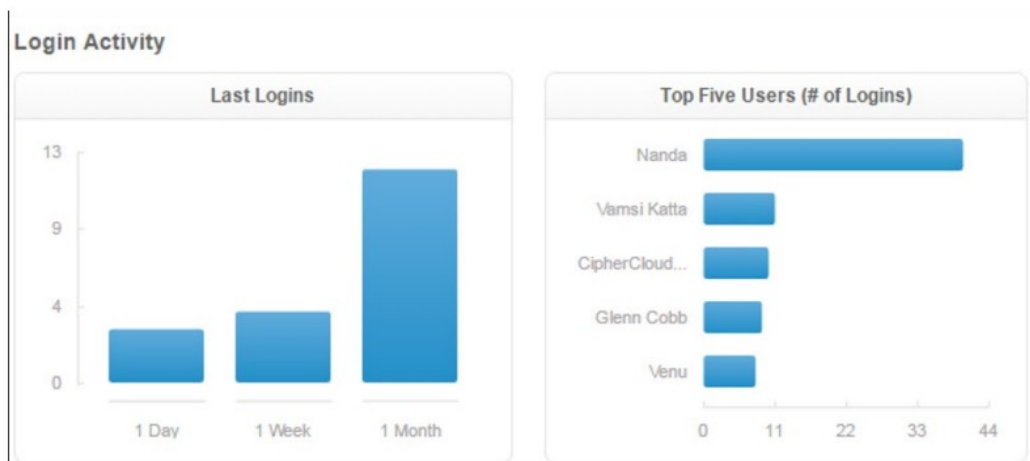 Login Activity
Last Logins
13
9
4
0
1 Day
1 Week
1 Month
Top Five Users (# of Logins)
Nanda
Vamsi Katta
CipherCloud...
Glenn Cobb
Venu
0 11 22 33 44